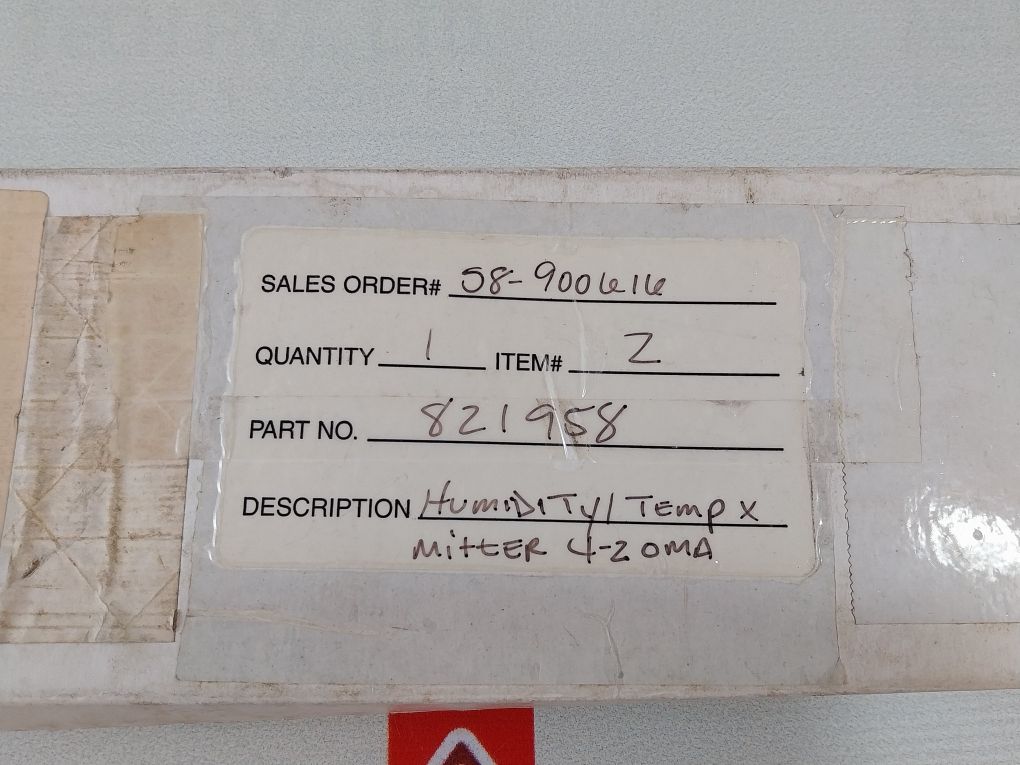 SALES ORDER# 58-900616
QUANTITY 1 ITEM# 2
PART NO. 821958
DESCRIPTION HUMIDITY/TEMP X
MITTER 4-20MA